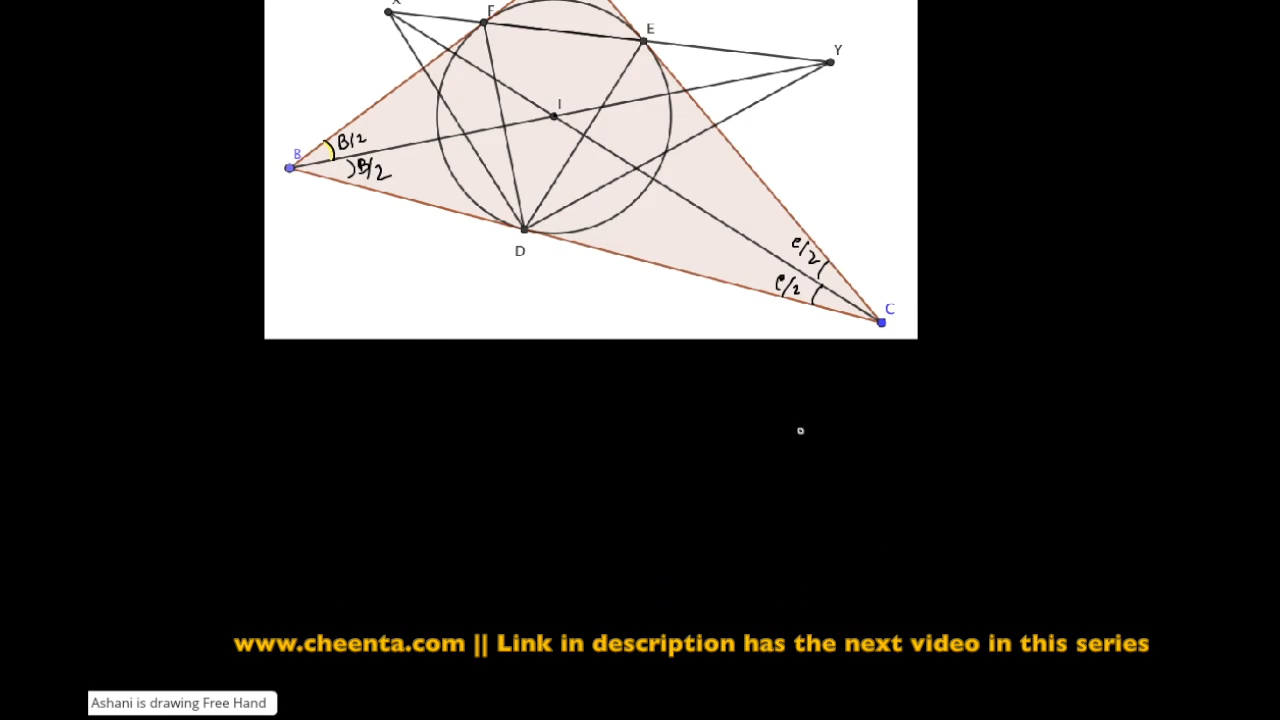 X
F
E
Y
I
B
B/2
B/2
D
C/2
C/2
C
www.cheenta.com || Link in description has the next video in this series
Ashani is drawing Free Hand